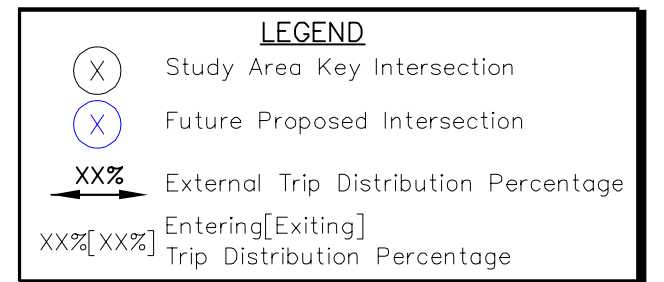 LEGEND
X Study Area Key Intersection
X Future Proposed Intersection
XX% External Trip Distribution Percentage
XX%[XX%] Entering[Exiting]
Trip Distribution Percentage